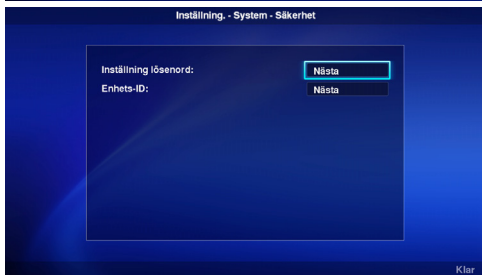 Inställning. - System - Säkerhet
Inställning lösenord: Nästa
Enhets-ID: Nästa
Klar